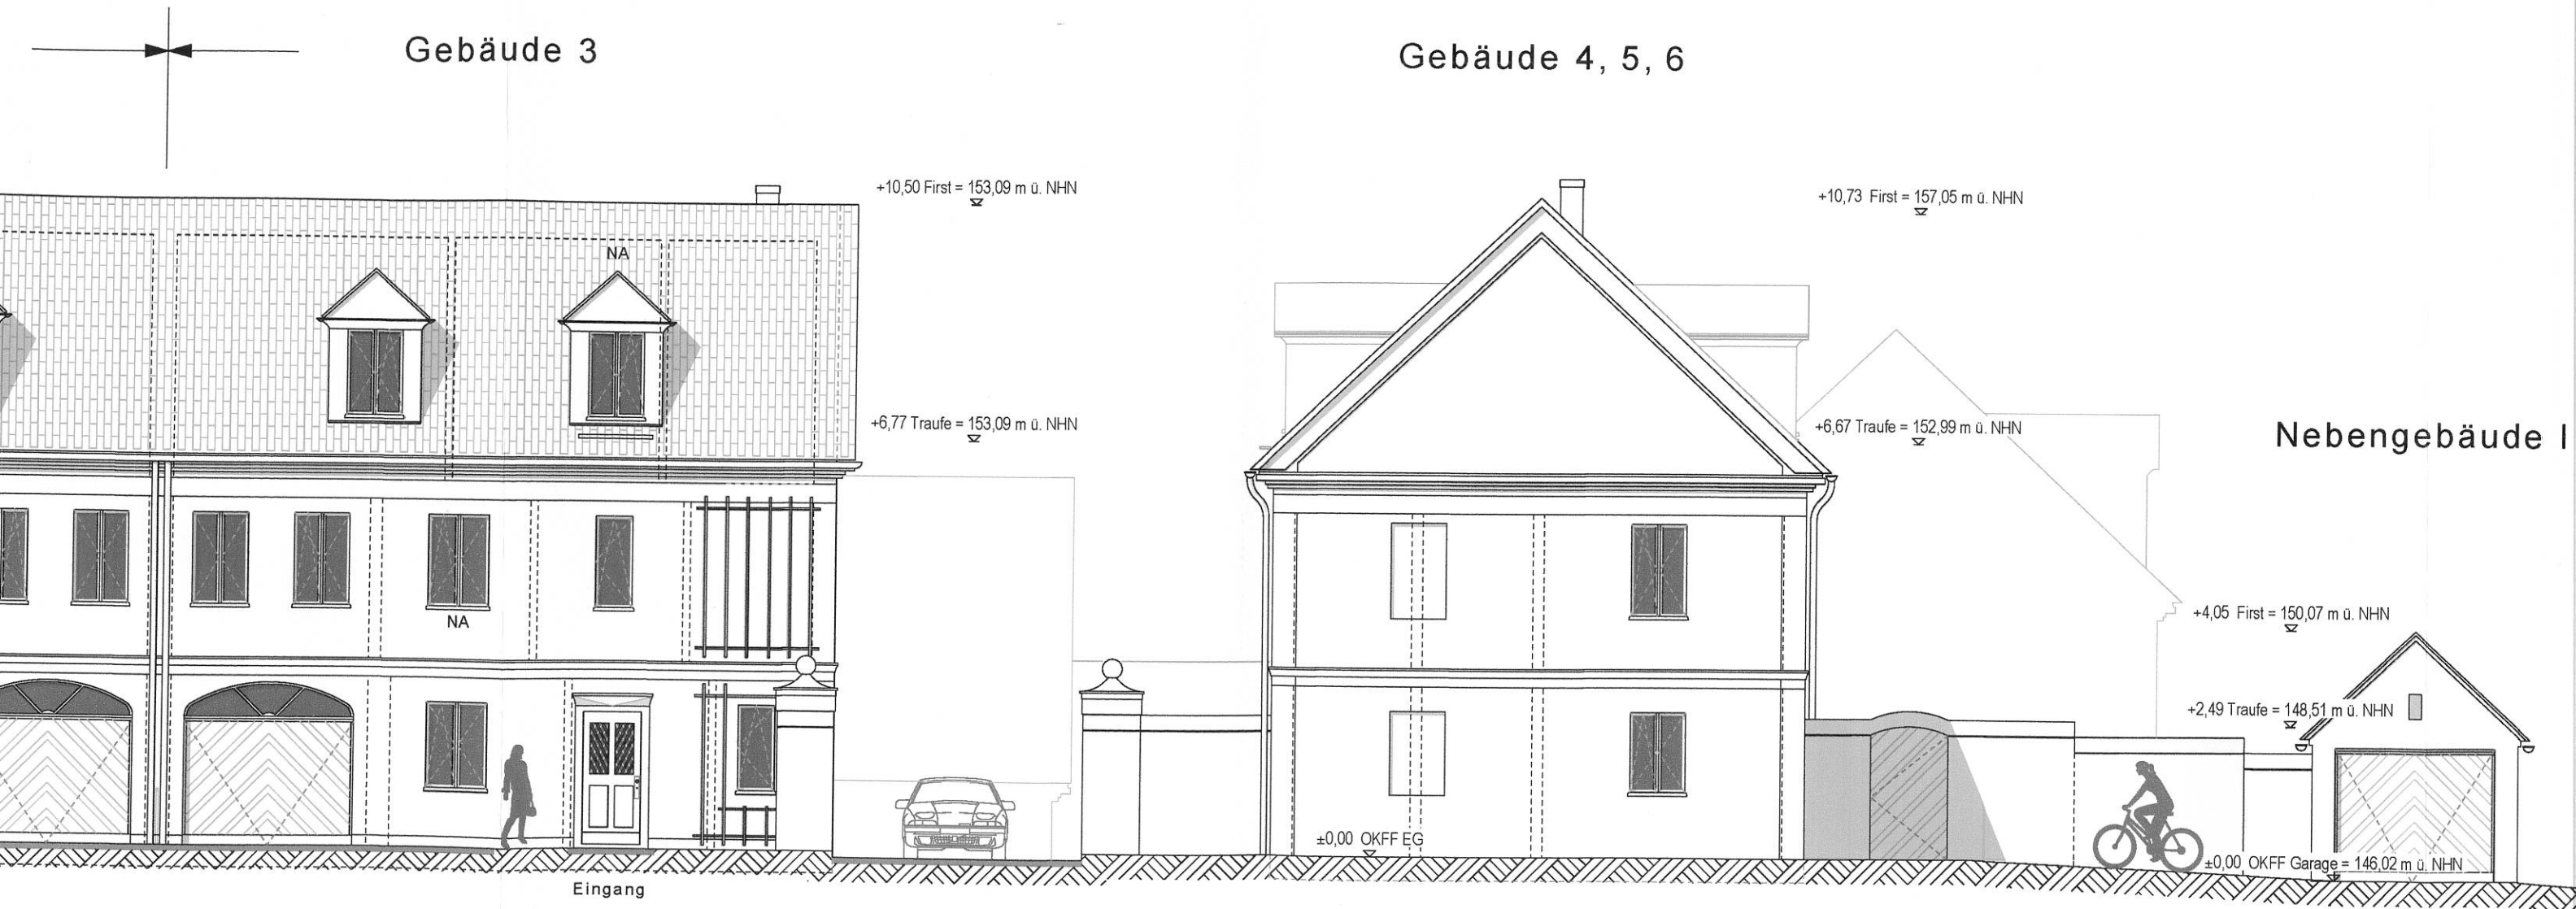 Gebäude 3
Gebäude 4, 5, 6
+10,50 First = 153,09 m ü. NHN
+10,73 First = 157,05 m ü. NHN
NA
+6,77 Traufe = 153,09 m ü. NHN
+6,67 Traufe = 152,99 m ü. NHN
Nebengebäude I
NA
+4,05 First = 150,07 m ü. NHN
+2,49 Traufe = 148,51 m ü. NHN
±0,00 OKFF EG
±0,00 OKFF Garage = 146,02 m ü. NHN
Eingang